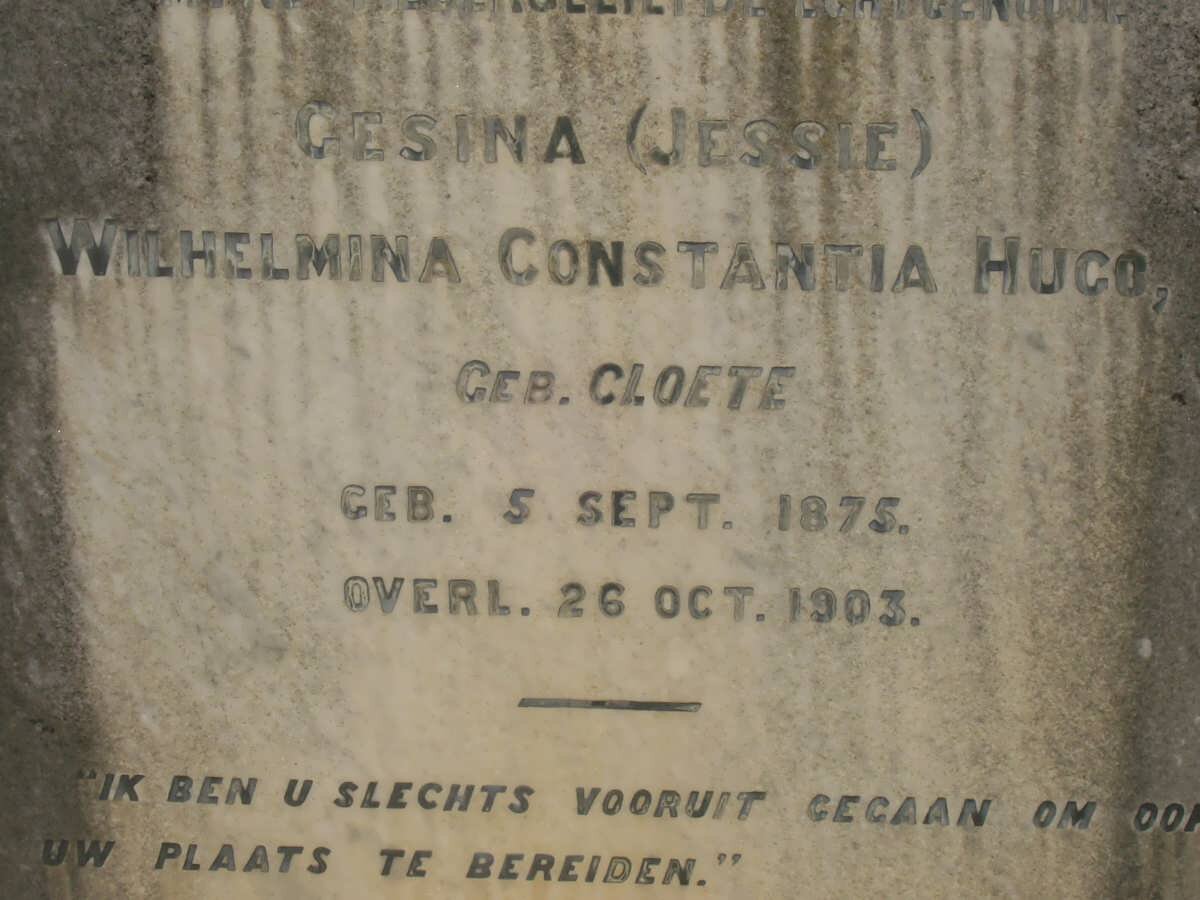 ECHTGENOOTE
GESINA (JESSIE)
WILHELMINA CONSTANTIA HUGO,
GEB. CLOETE
GEB. 5 SEPT. 1875.
OVERL. 26 OCT. 1903.
"IK BEN U SLECHTS VOORUIT GEGAAN OM
UW PLAATS TE BEREIDEN."